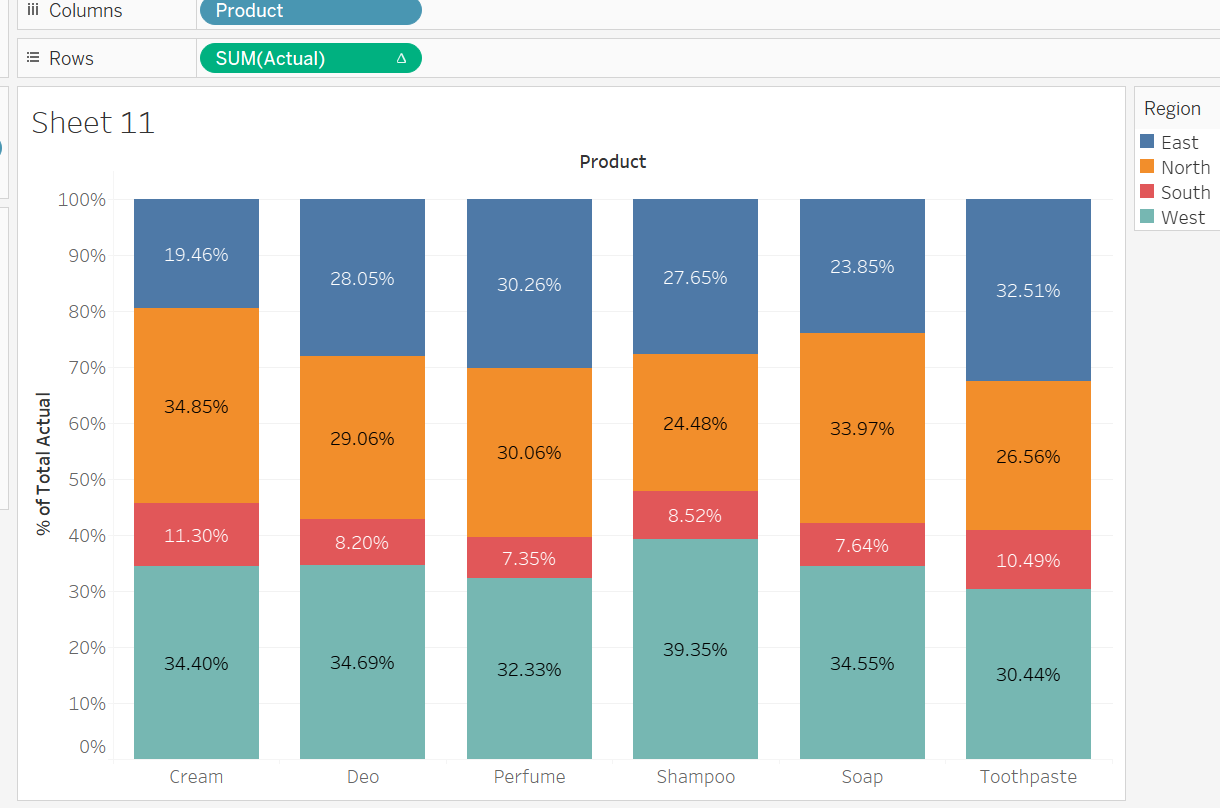 Columns Product
Rows SUM(Actual) Δ
Sheet 11
Product
Region
East
North
South
West
% of Total Actual
100%
90%
80%
70%
60%
50%
40%
30%
20%
10%
0%
19.46% 28.05% 30.26% 27.65% 23.85% 32.51%
34.85% 29.06% 30.06% 24.48% 33.97% 26.56%
11.30% 8.20% 7.35% 8.52% 7.64% 10.49%
34.40% 34.69% 32.33% 39.35% 34.55% 30.44%
Cream Deo Perfume Shampoo Soap Toothpaste